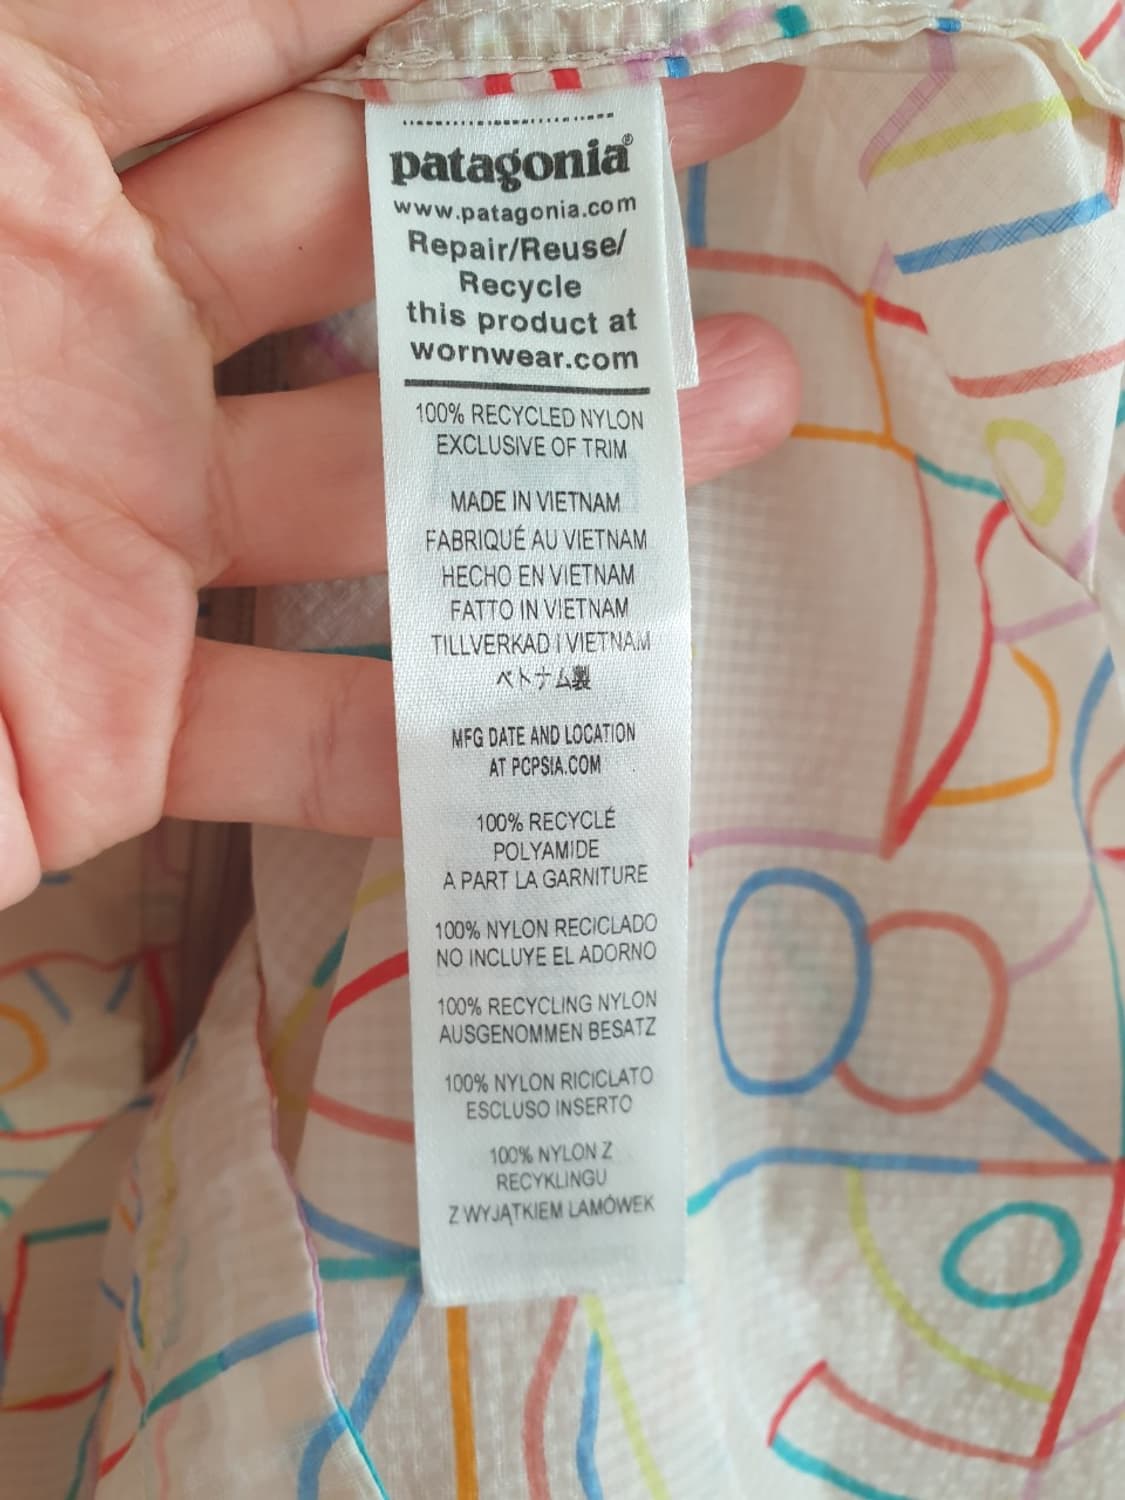 patagonia®
www.patagonia.com
Repair/Reuse/
Recycle
this product at
wornwear.com
100% RECYCLED NYLON
EXCLUSIVE OF TRIM
MADE IN VIETNAM
FABRIQUÉ AU VIETNAM
HECHO EN VIETNAM
FATTO IN VIETNAM
TILLVERKAD I VIETNAM
ベトナム製
MFG DATE AND LOCATION
AT PCPSIA.COM
100% RECYCLÉ
POLYAMIDE
À PART LA GARNITURE
100% NYLON RECICLADO
NO INCLUYE EL ADORNO
100% RECYCLING NYLON
AUSGENOMMEN BESATZ
100% NYLON RICICLATO
ESCLUSO INSERTO
100% NYLON Z
RECYKLINGU
Z WYJĄTKIEM LAMÓWEK